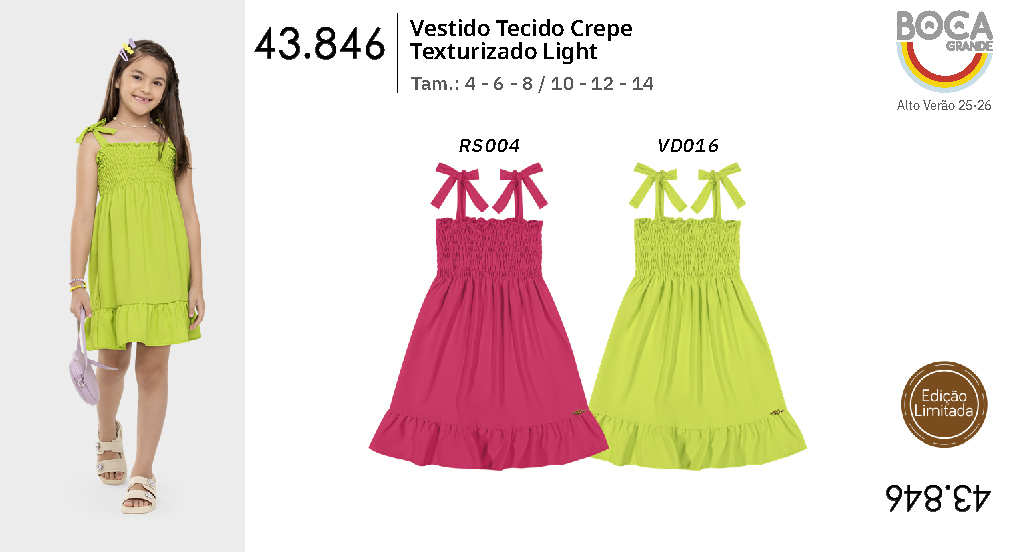 43.846
Vestido Tecido Crepe
Texturizado Light
Tam.: 4 - 6 - 8 / 10 - 12 - 14
BOCA
GRANDE
Alto Verão 25-26
RS004
VD016
Edição
Limitada
43.846